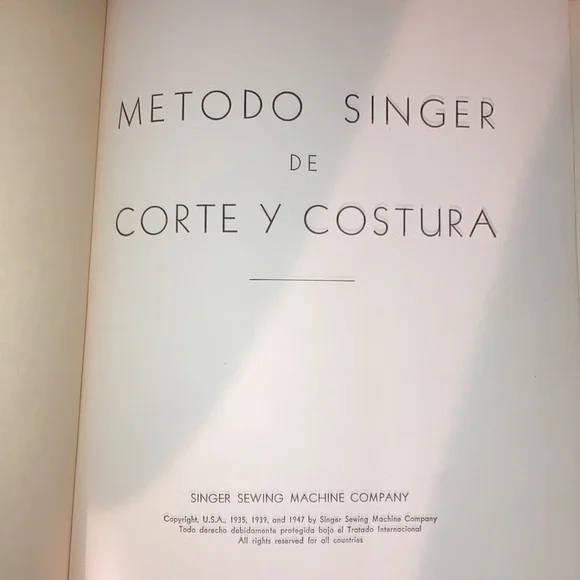 METODO SINGER
DE
CORTE Y COSTURA
SINGER SEWING MACHINE COMPANY
Copyright, U.S.A., 1935, 1939, and 1947 by Singer Sewing Machine Company
Todo derecho debidamente protegida bajo el Tratado Internacional
All rights reserved for all countries